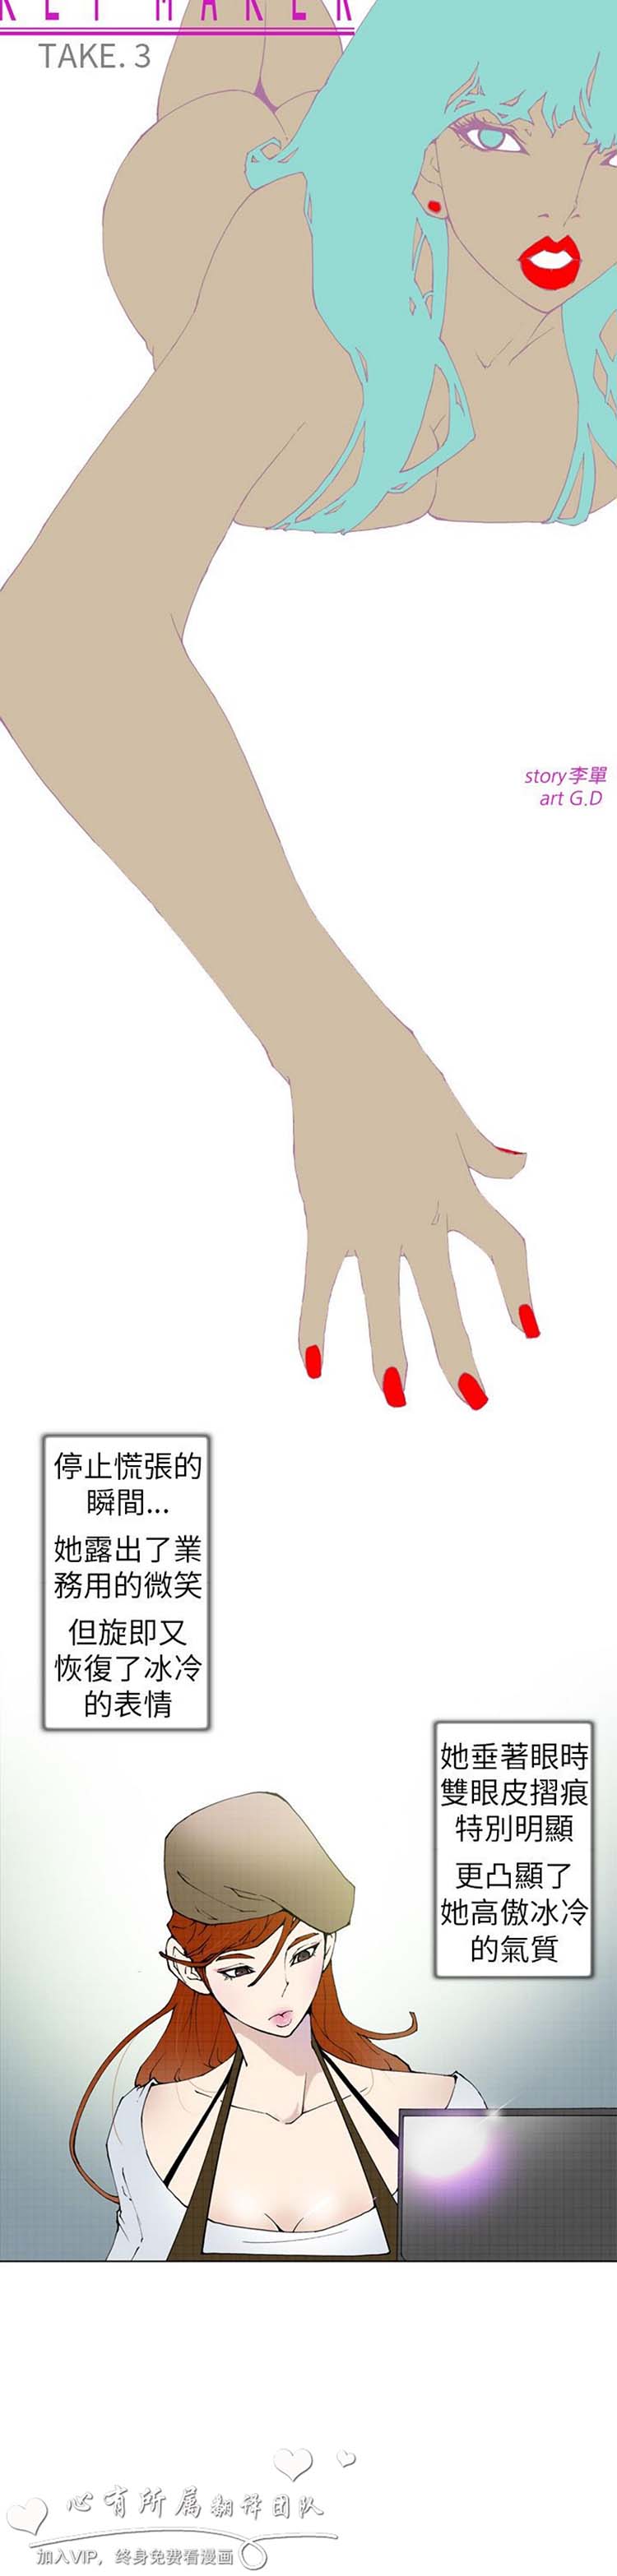 KEY MAKER
TAKE. 3
story李單
art G.D
停止慌張的
瞬間...
她露出了業
務用的微笑
但旋即又
恢復了冰冷
的表情
她垂著眼時
雙眼皮摺痕
特別明顯
更凸顯了
她高傲冰冷
的氣質
心有所属翻译团队
加入VIP，终身免费看漫画